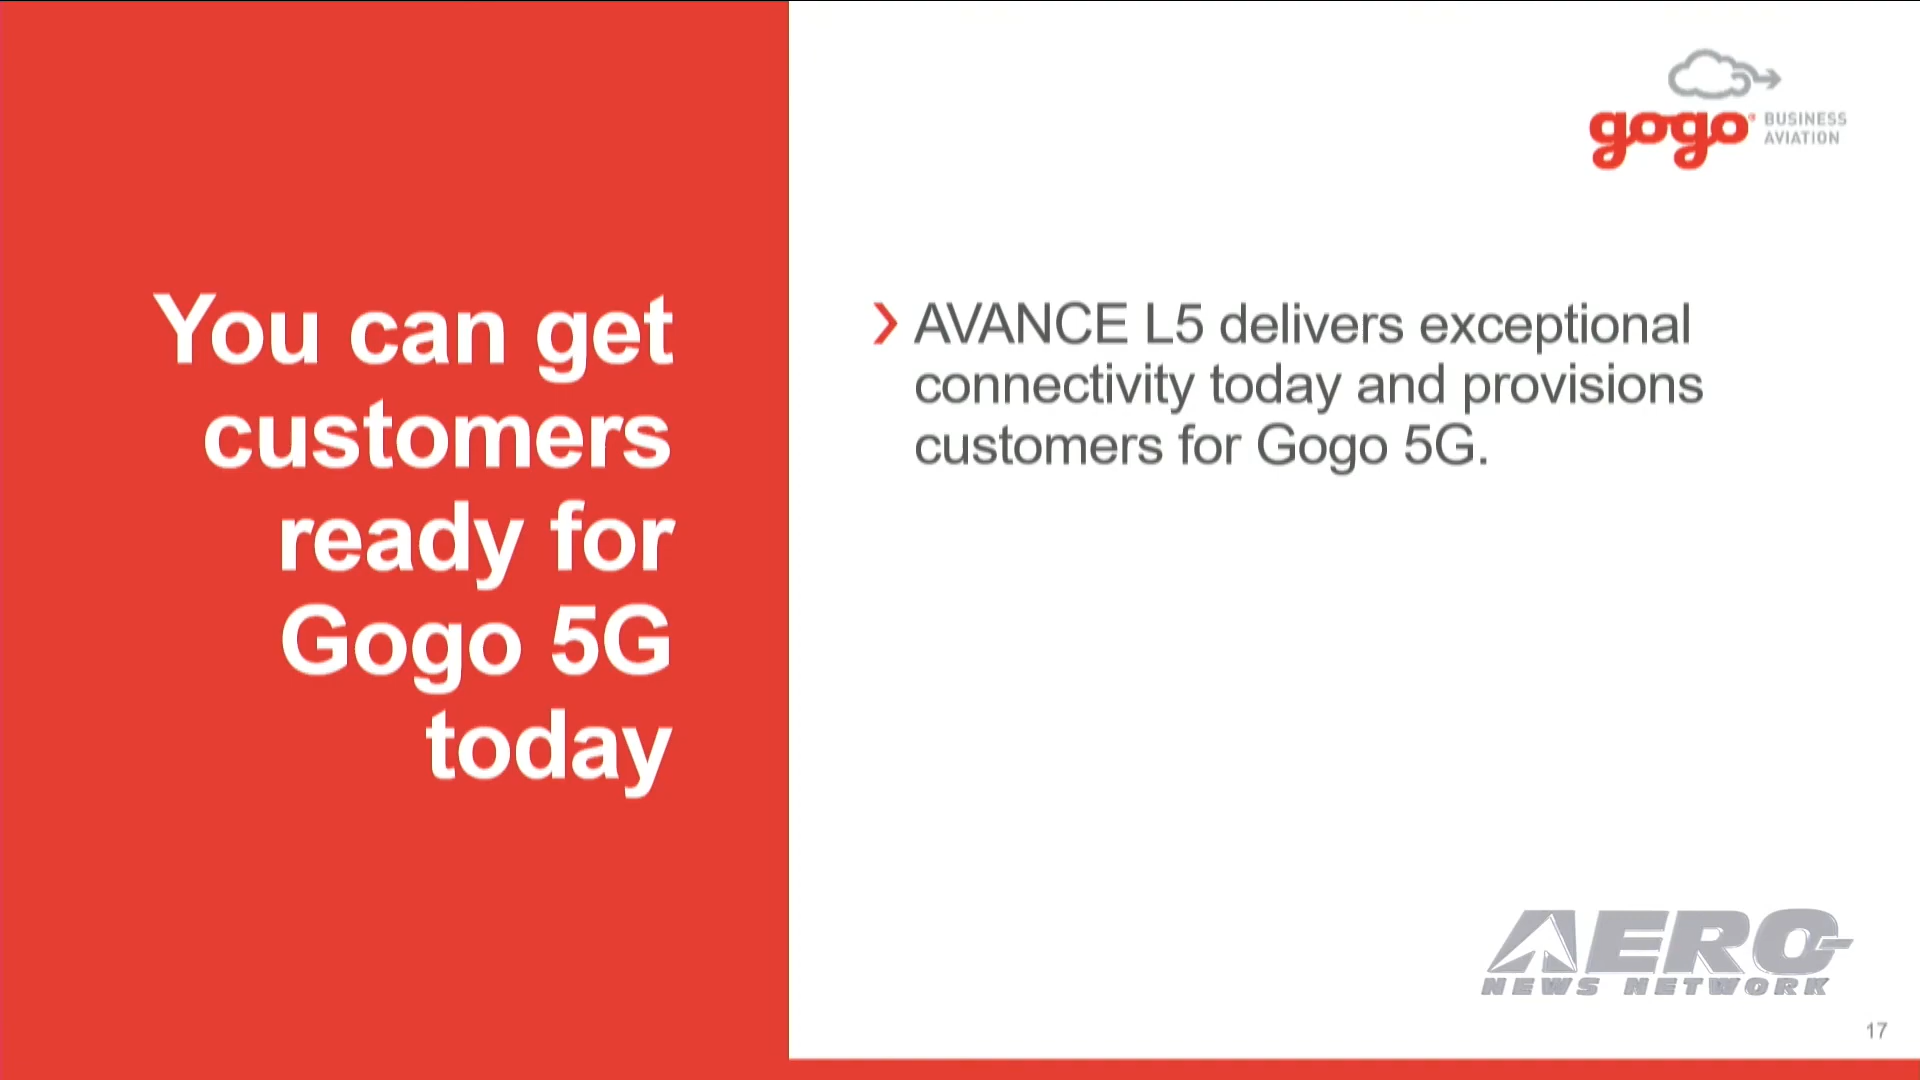 You can get
customers
ready for
Gogo 5G
today
gogo BUSINESS
AVIATION
AVANCE L5 delivers exceptional
connectivity today and provisions
customers for Gogo 5G.
AERO
NEWS NETWORK
17